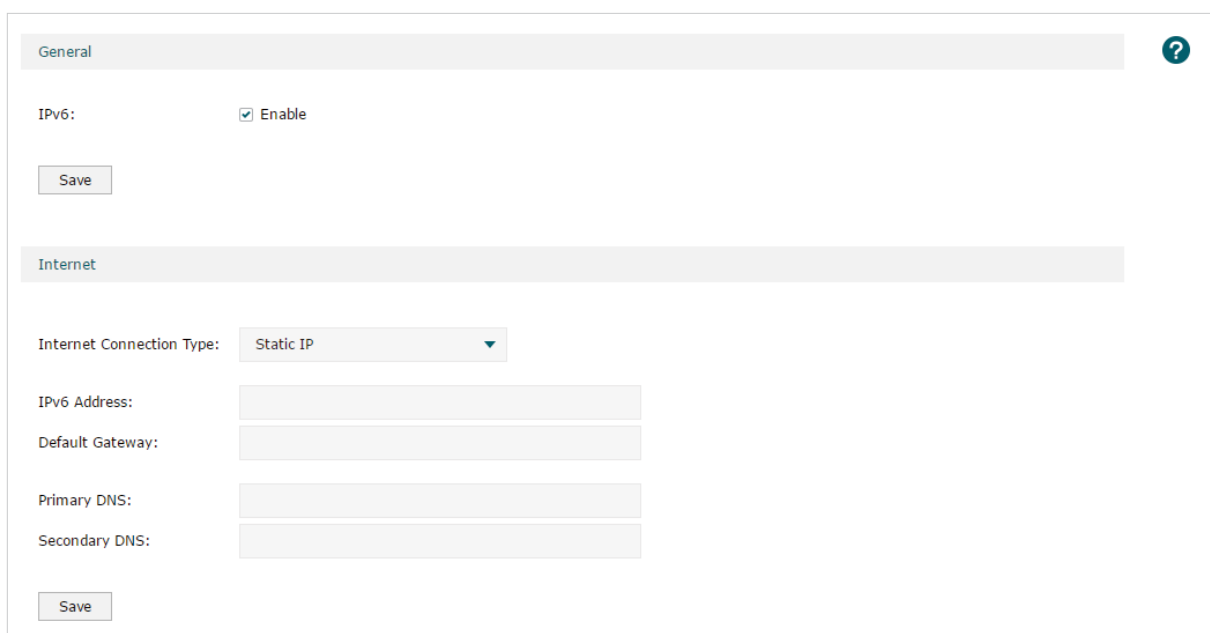 General
?
IPv6: Enable
Save
Internet
Internet Connection Type: Static IP
IPv6 Address:
Default Gateway:
Primary DNS:
Secondary DNS:
Save